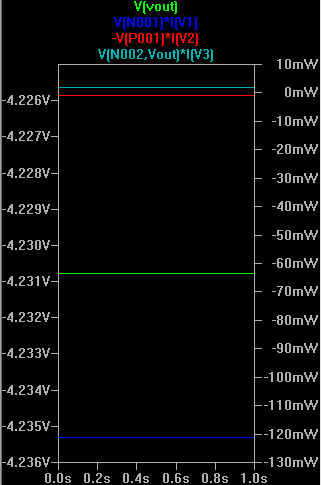 V(vout)
V(N001)*I(V1)
-V(P001)*I(V2)
V(N002,Vout)*I(V3)
10mW
-4.226V 0mW
-4.227V -10mW
-20mW
-4.228V -30mW
-4.229V -40mW
-4.230V -50mW
-60mW
-4.231V -70mW
-4.232V -80mW
-4.233V -90mW
-4.234V -100mW
-110mW
-4.235V -120mW
-4.236V -130mW
0.0s 0.2s 0.4s 0.6s 0.8s 1.0s